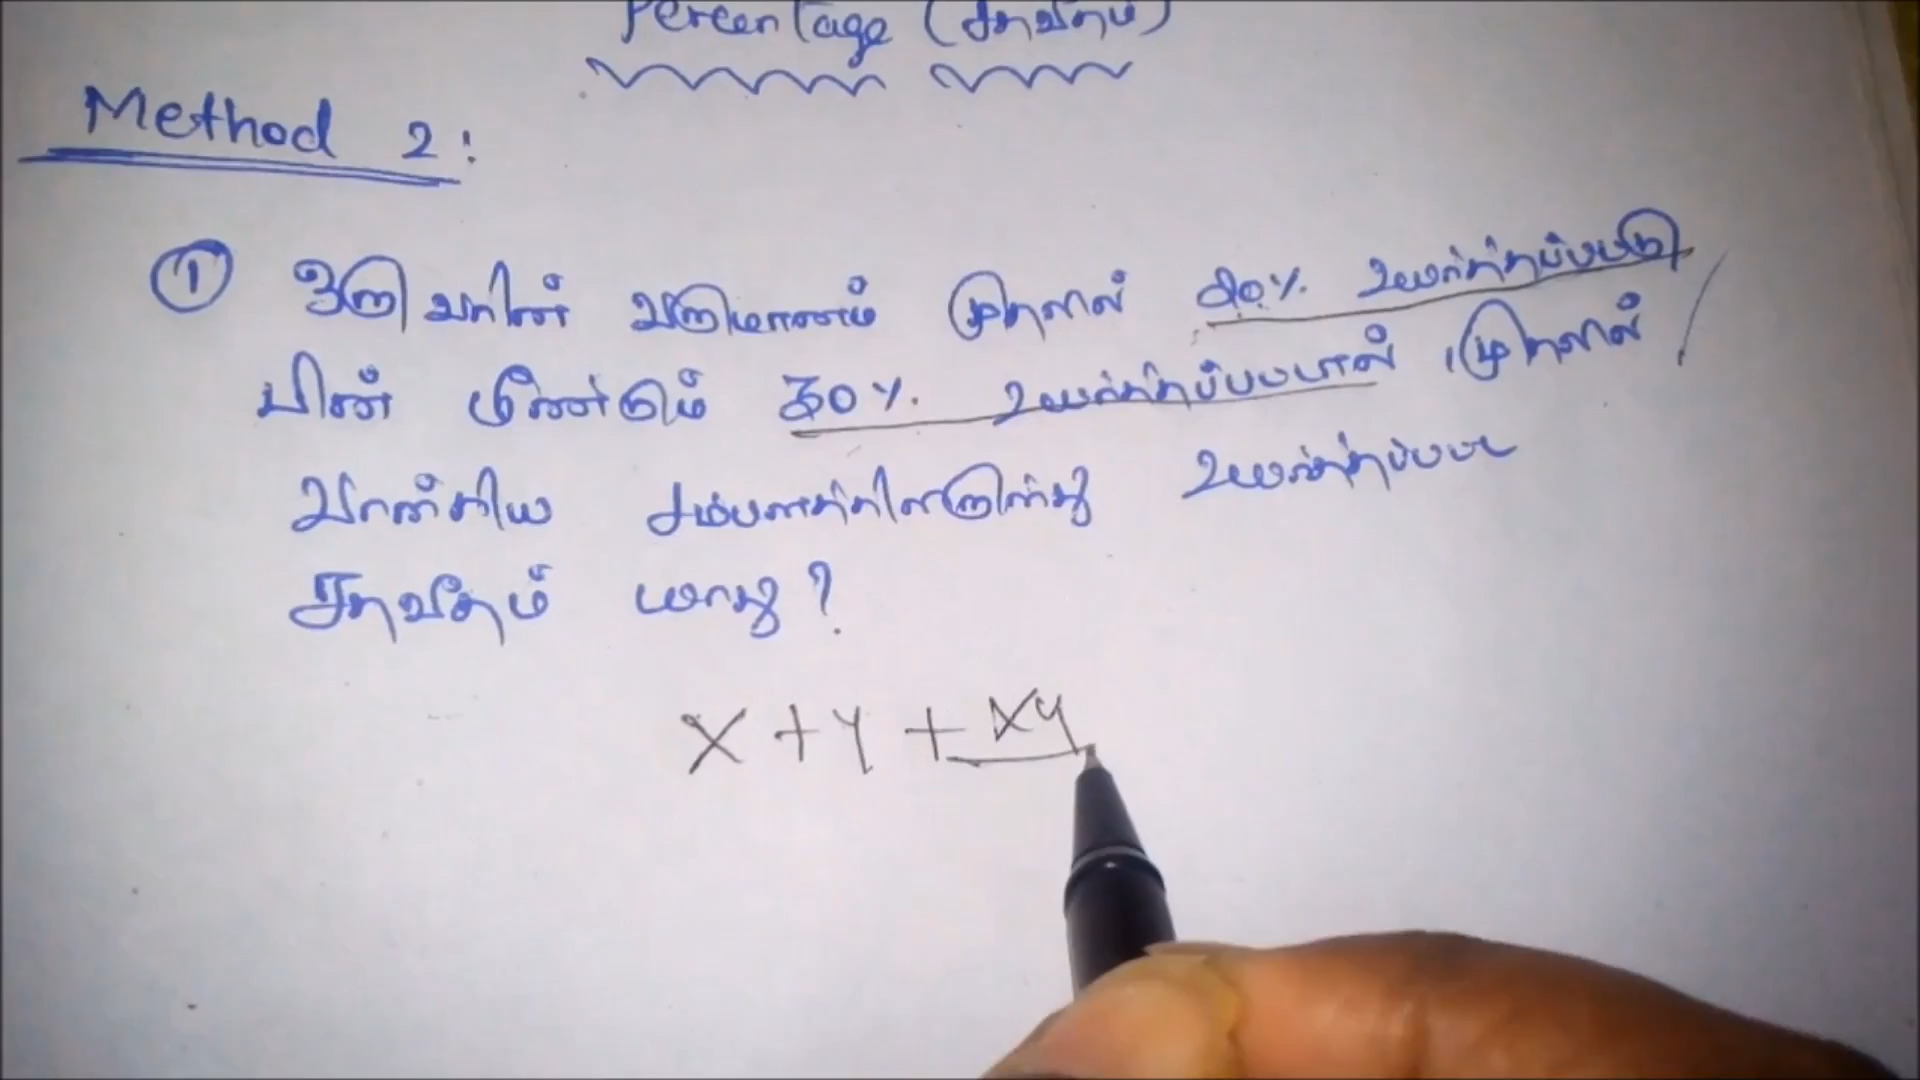 Percentage (சதவீதம்)
Method 2:
① ஒருவரின் வருமானம் முதலில் 20% உயர்த்தப்பட்டு
பின் மீண்டும் 30% உயர்த்தப்பட்டால் முதலில்
வாங்கிய சம்பளத்திலிருந்து உயர்த்தப்பட்ட
சதவீதம் யாது?
X + Y + XY